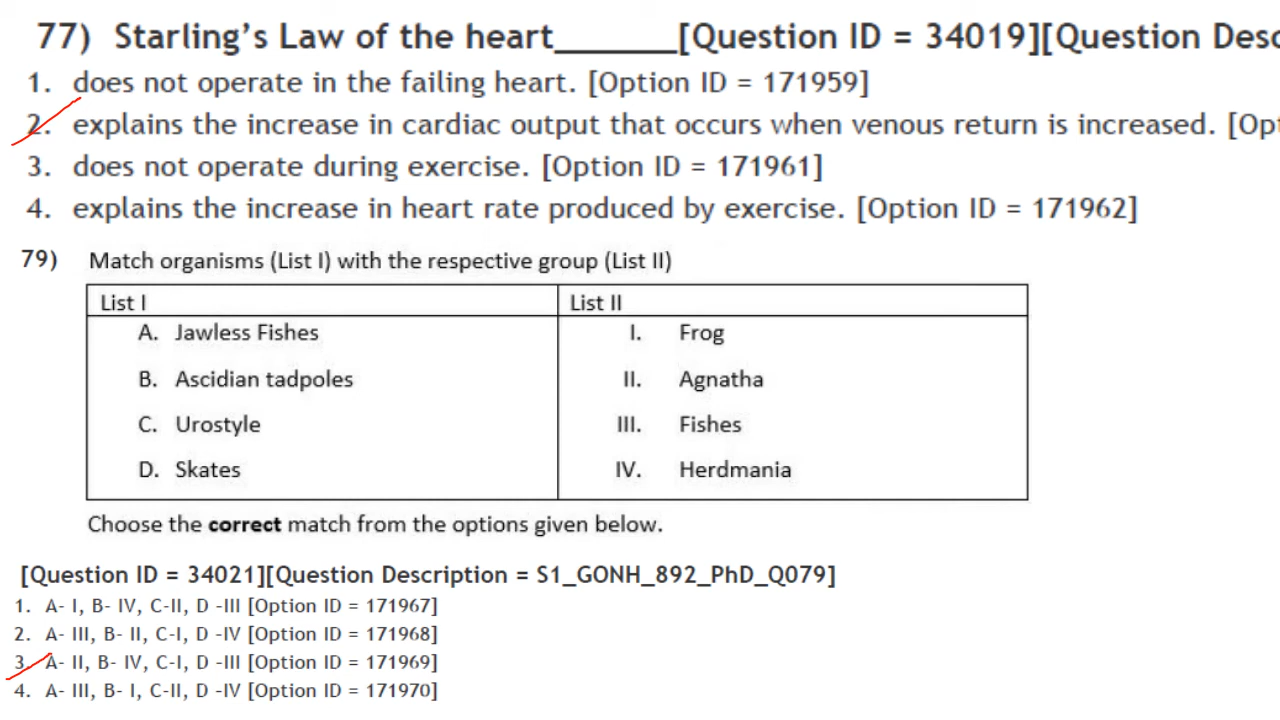 77) Starling's Law of the heart______[Question ID = 34019][Question Desc
1. does not operate in the failing heart. [Option ID = 171959]
2. explains the increase in cardiac output that occurs when venous return is increased. [Opt
3. does not operate during exercise. [Option ID = 171961]
4. explains the increase in heart rate produced by exercise. [Option ID = 171962]
79) Match organisms (List I) with the respective group (List II)
List I List II
A. Jawless Fishes I. Frog
B. Ascidian tadpoles II. Agnatha
C. Urostyle III. Fishes
D. Skates IV. Herdmania
Choose the correct match from the options given below.
[Question ID = 34021][Question Description = S1_GONH_892_PhD_Q079]
1. A- I, B- IV, C-II, D -III [Option ID = 171967]
2. A- III, B- II, C-I, D -IV [Option ID = 171968]
3. A- II, B- IV, C-I, D -III [Option ID = 171969]
4. A- III, B- I, C-II, D -IV [Option ID = 171970]